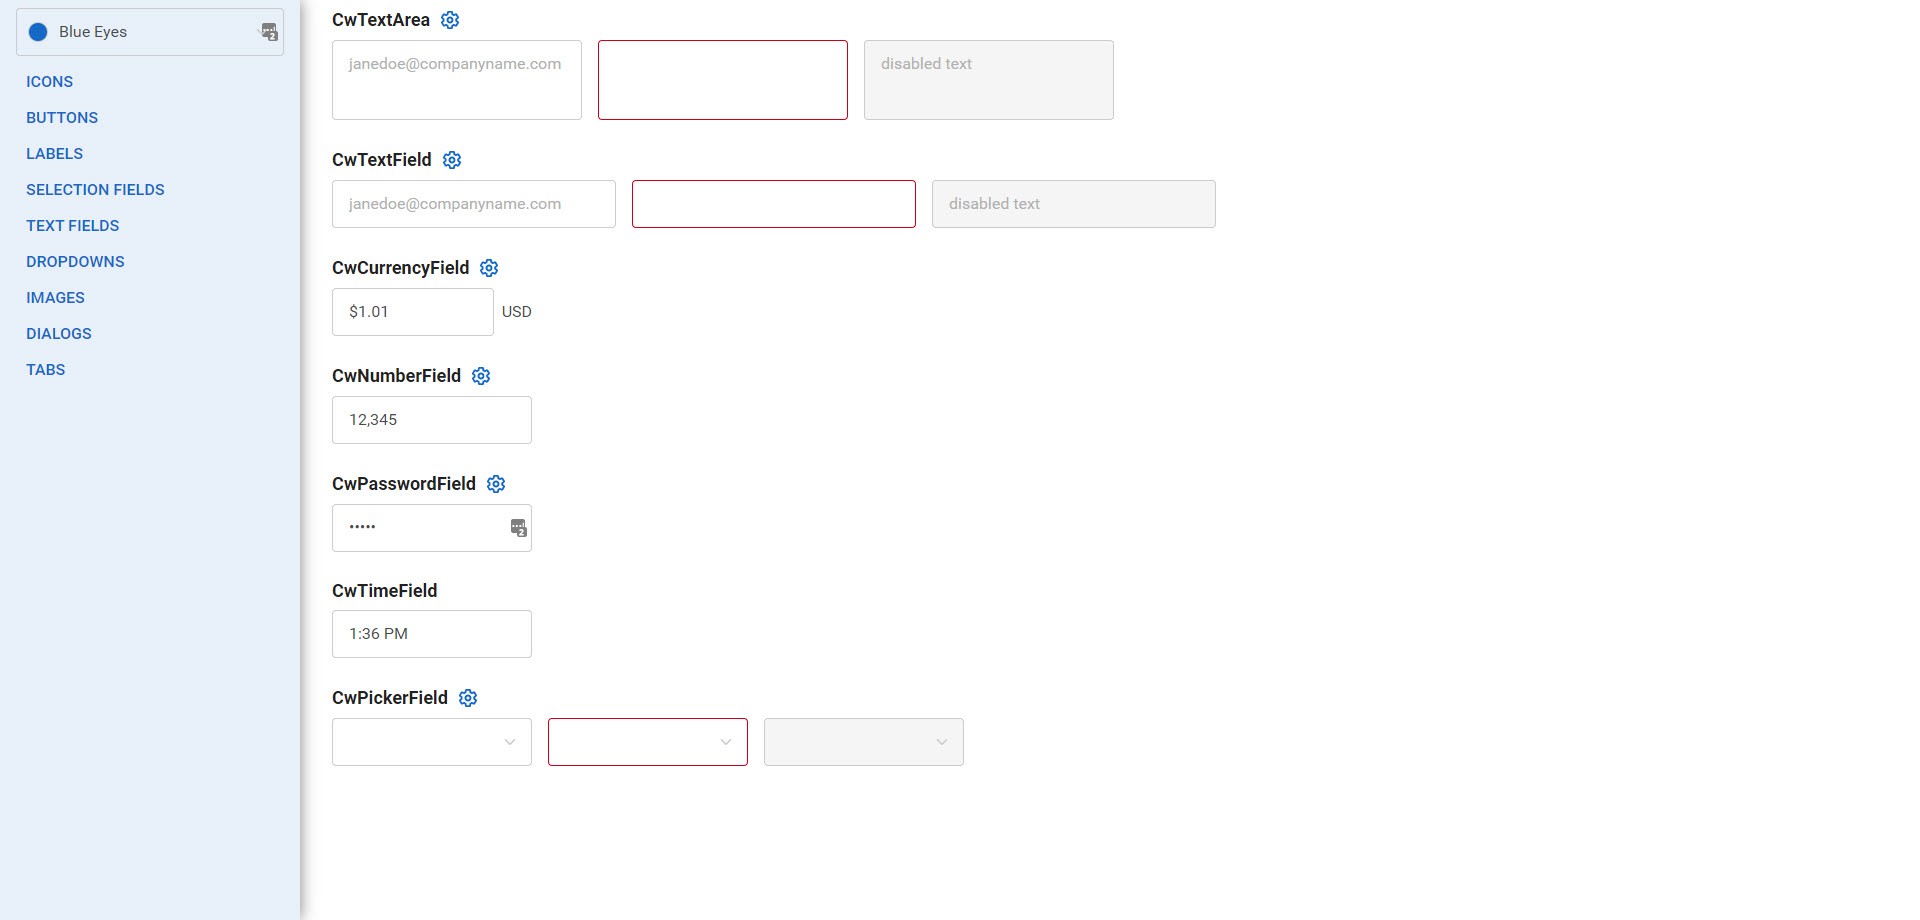 Blue Eyes
2
ICONS
BUTTONS
LABELS
SELECTION FIELDS
TEXT FIELDS
DROPDOWNS
IMAGES
DIALOGS
TABS
CwTextArea
janedoe@companyname.com
disabled text
CwTextField
janedoe@companyname.com
disabled text
CwCurrencyField
$1.01 USD
CwNumberField
12,345
CwPasswordField
•••••
2
CwTimeField
1:36 PM
CwPickerField